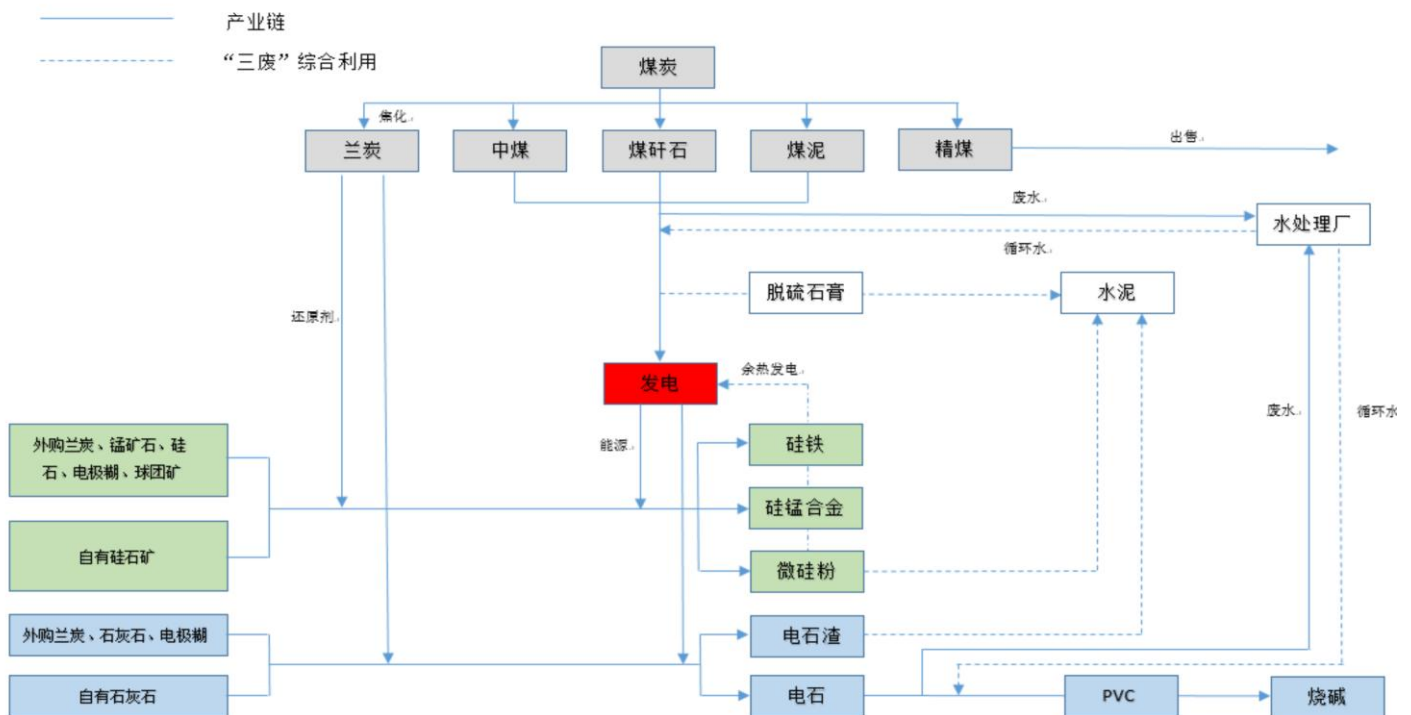 产业链
“三废”综合利用
煤炭
焦化
兰炭
中煤
煤矸石
煤泥
精煤
出售
废水
水处理厂
循环水
脱硫石膏
水泥
还原剂
发电
余热发电
废水
循环水
外购兰炭、锰矿石、硅
石、电极糊、球团矿
能源
硅铁
硅锰合金
自有硅石矿
微硅粉
外购兰炭、石灰石、电极糊
电石渣
自有石灰石
电石
PVC
烧碱